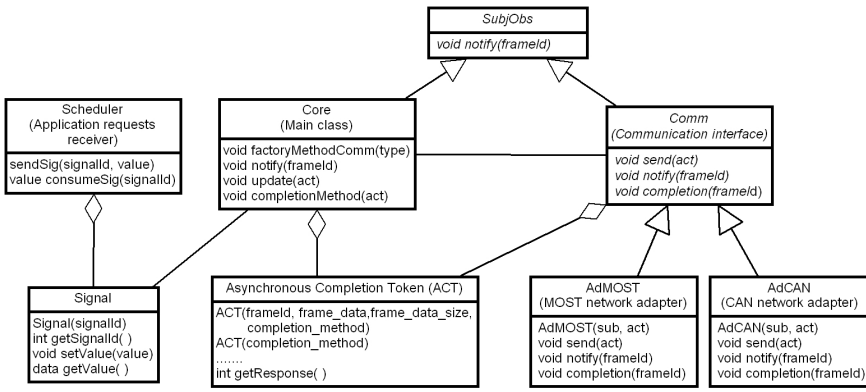 SubjObs
void notify(frameId)
Scheduler
(Application requests
receiver)
sendSig(signalId, value)
value consumeSig(signalId)
Core
(Main class)
void factoryMethodComm(type)
void notify(frameId)
void update(act)
void completionMethod(act)
Comm
(Communication interface)
void send(act)
void notify(frameId)
void completion(frameId)
Signal
Signal(signalId)
int getSignalId( )
void setValue(value)
data getValue( )
Asynchronous Completion Token (ACT)
ACT(frameId, frame_data,frame_data_size,
completion_method)
ACT(completion_method)
.......
int getResponse( )
AdMOST
(MOST network adapter)
AdMOST(sub, act)
void send(act)
void notify(frameId)
void completion(frameId)
AdCAN
(CAN network adapter)
AdCAN(sub, act)
void send(act)
void notify(frameId)
void completion(frameId)